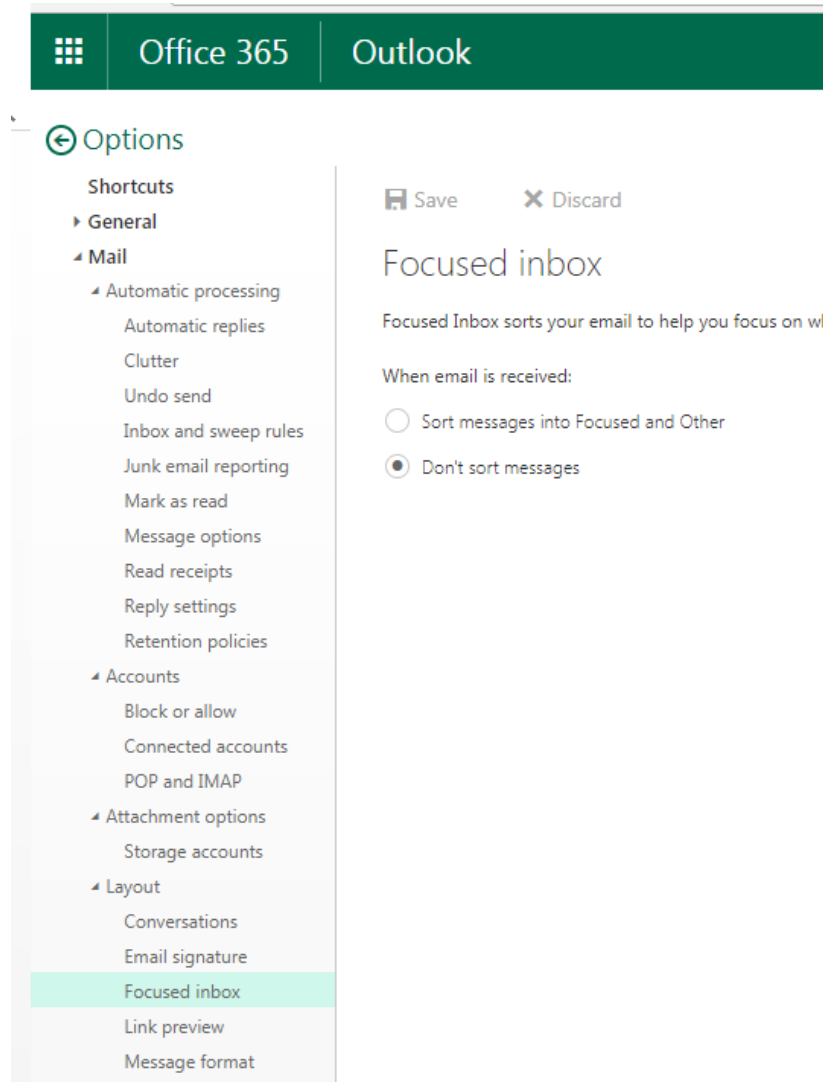 Office 365 Outlook
Options
Shortcuts
General
Mail
Automatic processing
Automatic replies
Clutter
Undo send
Inbox and sweep rules
Junk email reporting
Mark as read
Message options
Read receipts
Reply settings
Retention policies
Accounts
Block or allow
Connected accounts
POP and IMAP
Attachment options
Storage accounts
Layout
Conversations
Email signature
Focused inbox
Link preview
Message format
Save Discard
Focused inbox
Focused Inbox sorts your email to help you focus on
When email is received:
Sort messages into Focused and Other
Don't sort messages